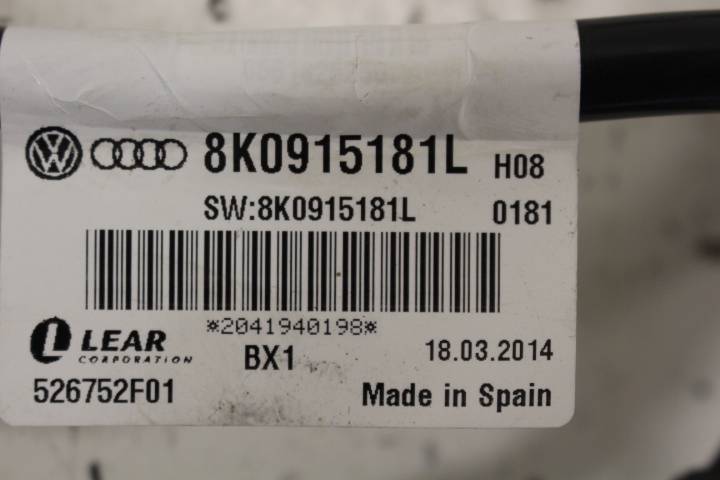 8K0915181L H08
SW:8K0915181L 0181
*2041940198*
LEAR
CORPORATION
BX1 18.03.2014
526752F01 Made in Spain